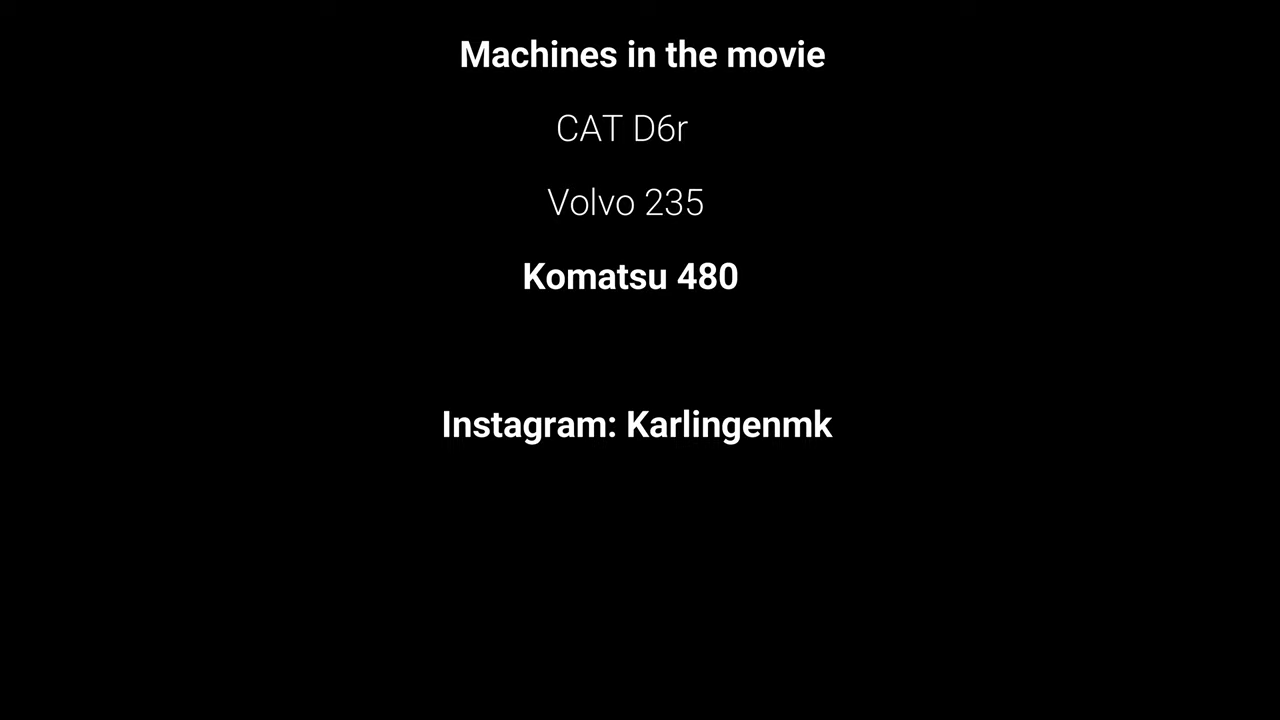 Machines in the movie
CAT D6r
Volvo 235
Komatsu 480
Instagram: Karlingenmk